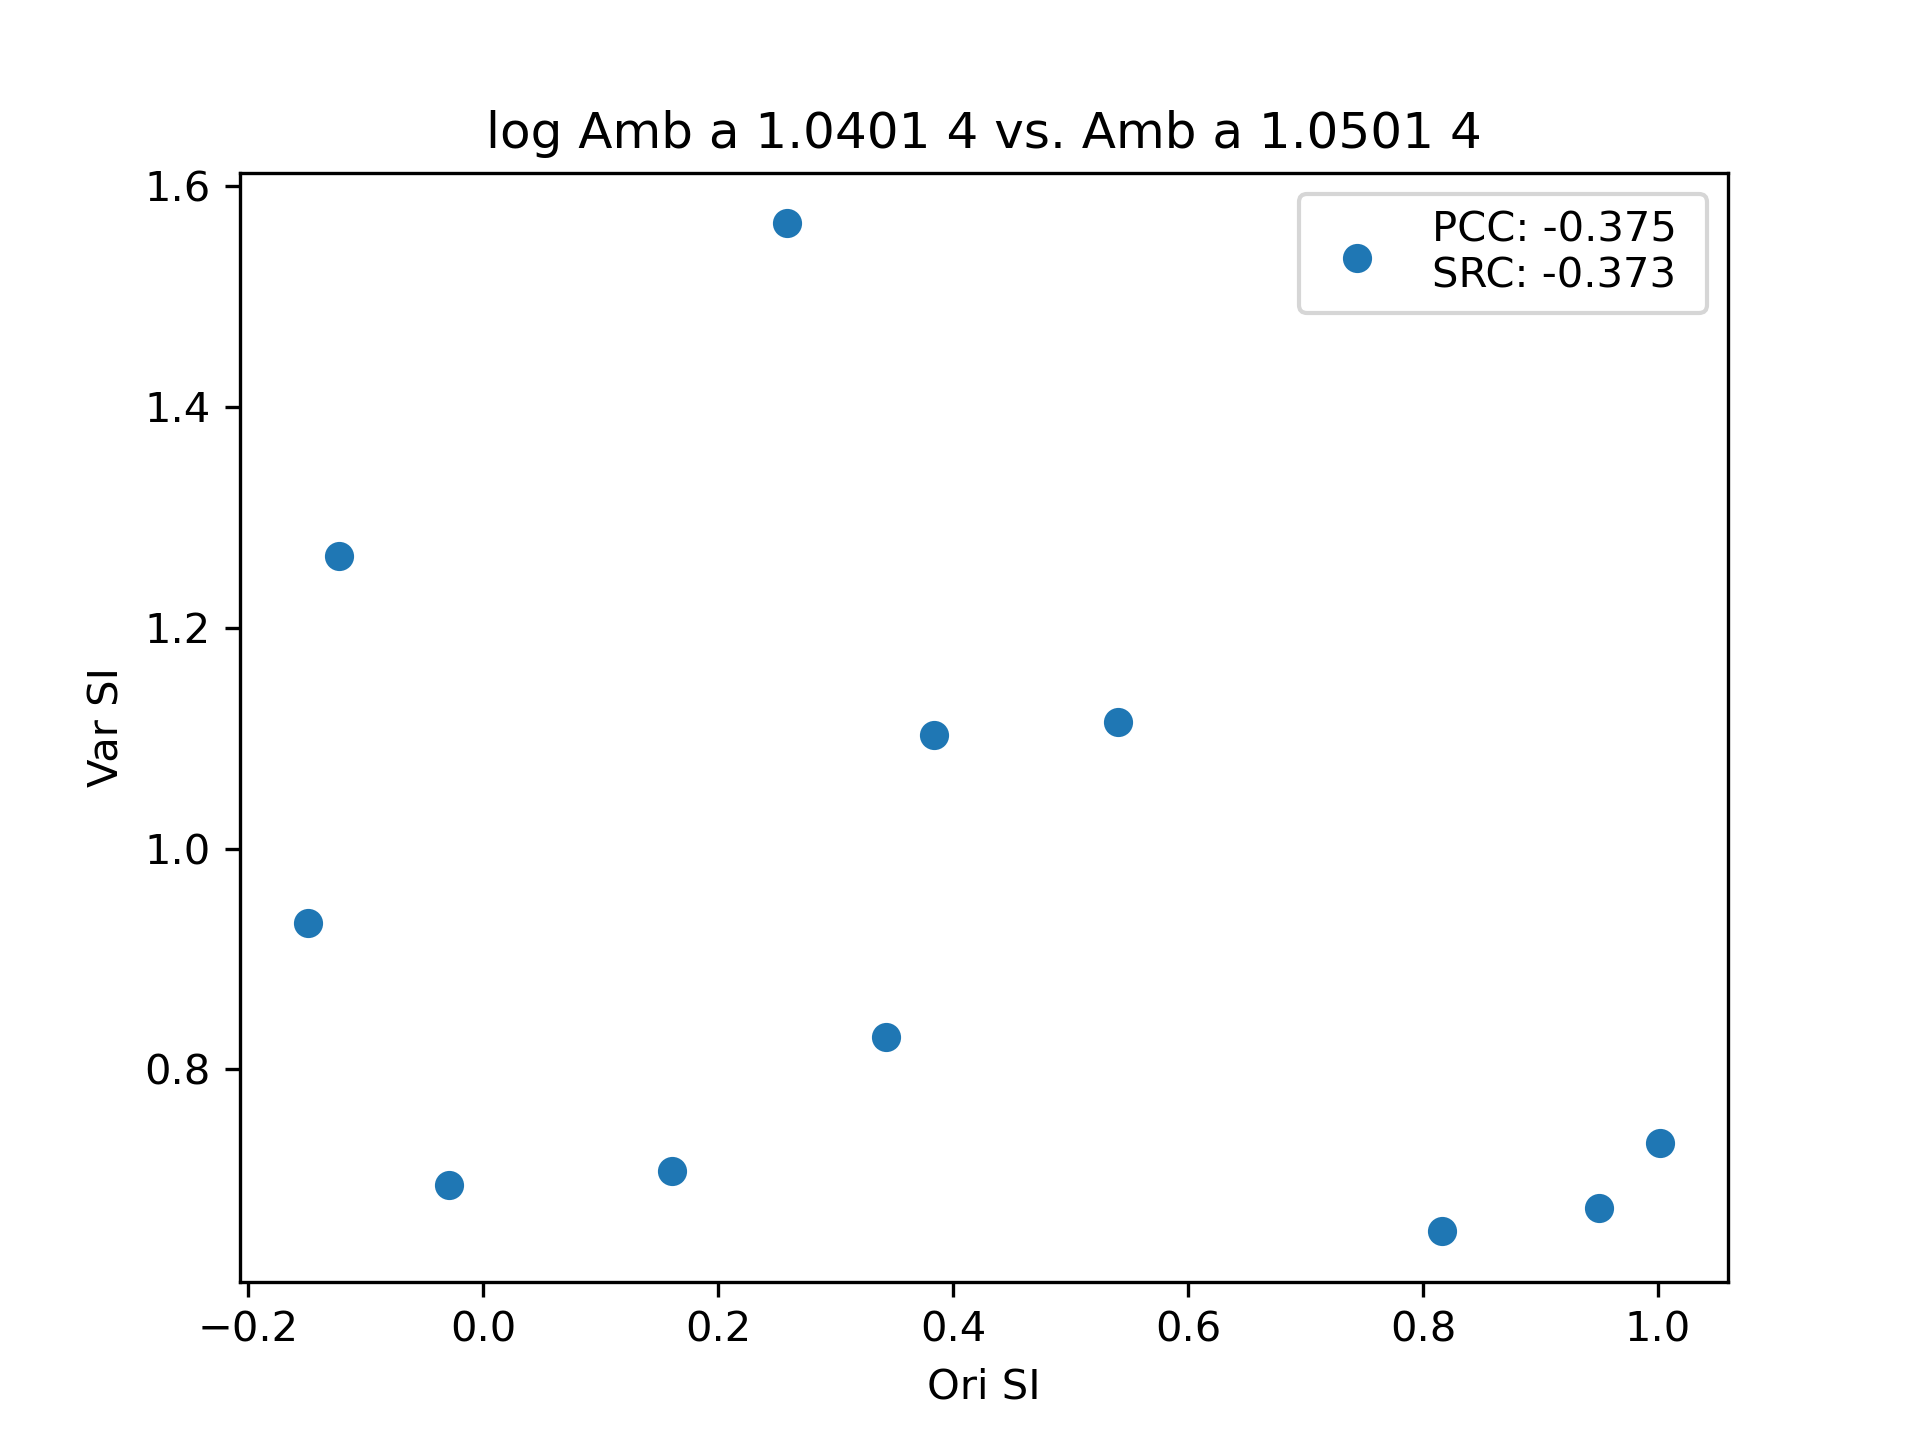 log Amb a 1.0401 4 vs. Amb a 1.0501 4
PCC: -0.375
SRC: -0.373
1.6
1.4
1.2
1.0
0.8
Var SI
−0.2 0.0 0.2 0.4 0.6 0.8 1.0
Ori SI